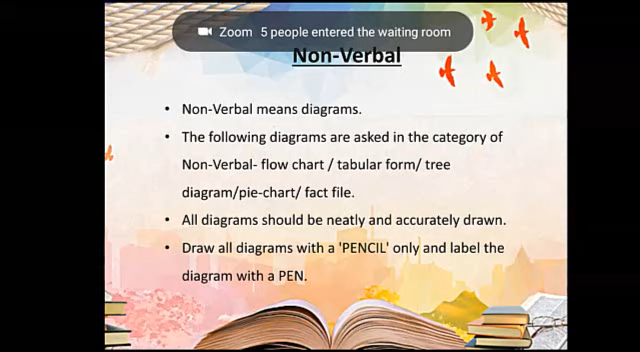 Zoom 5 people entered the waiting room
Non-Verbal
• Non-Verbal means diagrams.
• The following diagrams are asked in the category of
Non-Verbal- flow chart / tabular form/ tree
diagram/pie-chart/ fact file.
• All diagrams should be neatly and accurately drawn.
• Draw all diagrams with a 'PENCIL' only and label the
diagram with a PEN.